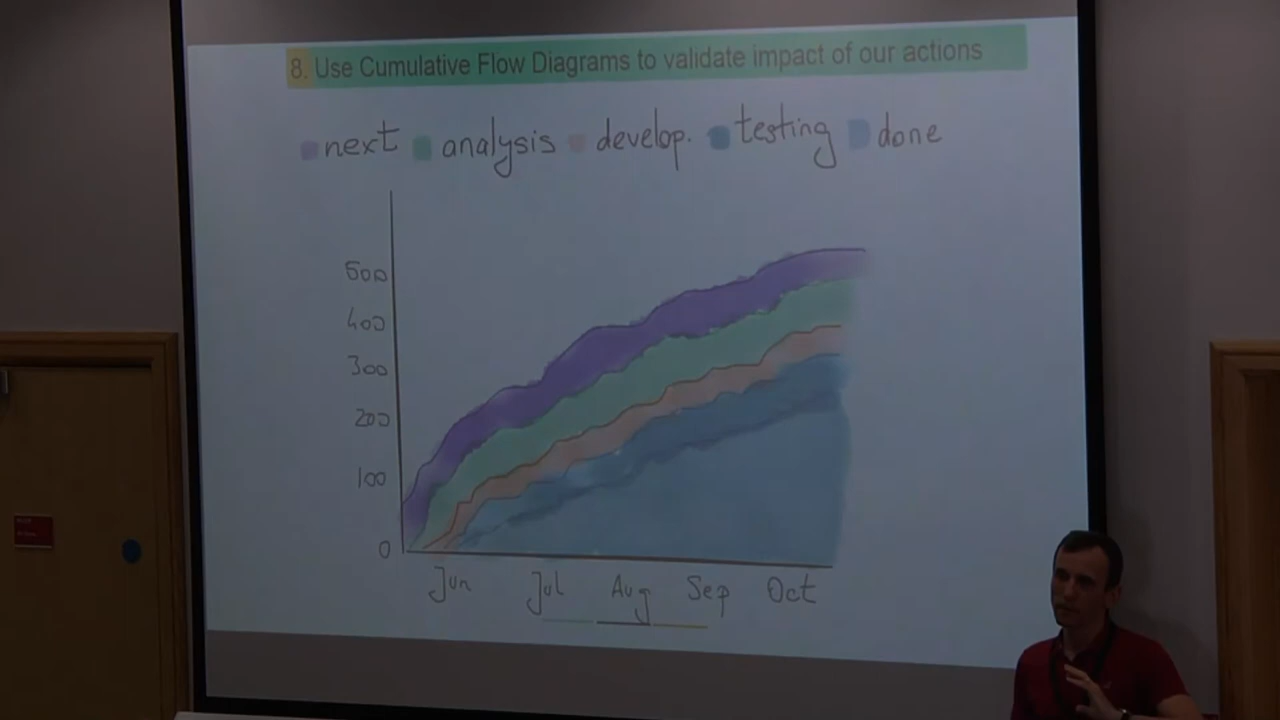 8. Use Cumulative Flow Diagrams to validate impact of our actions
next analysis develop. testing done
500
400
300
200
100
0
Jun Jul Aug Sep Oct